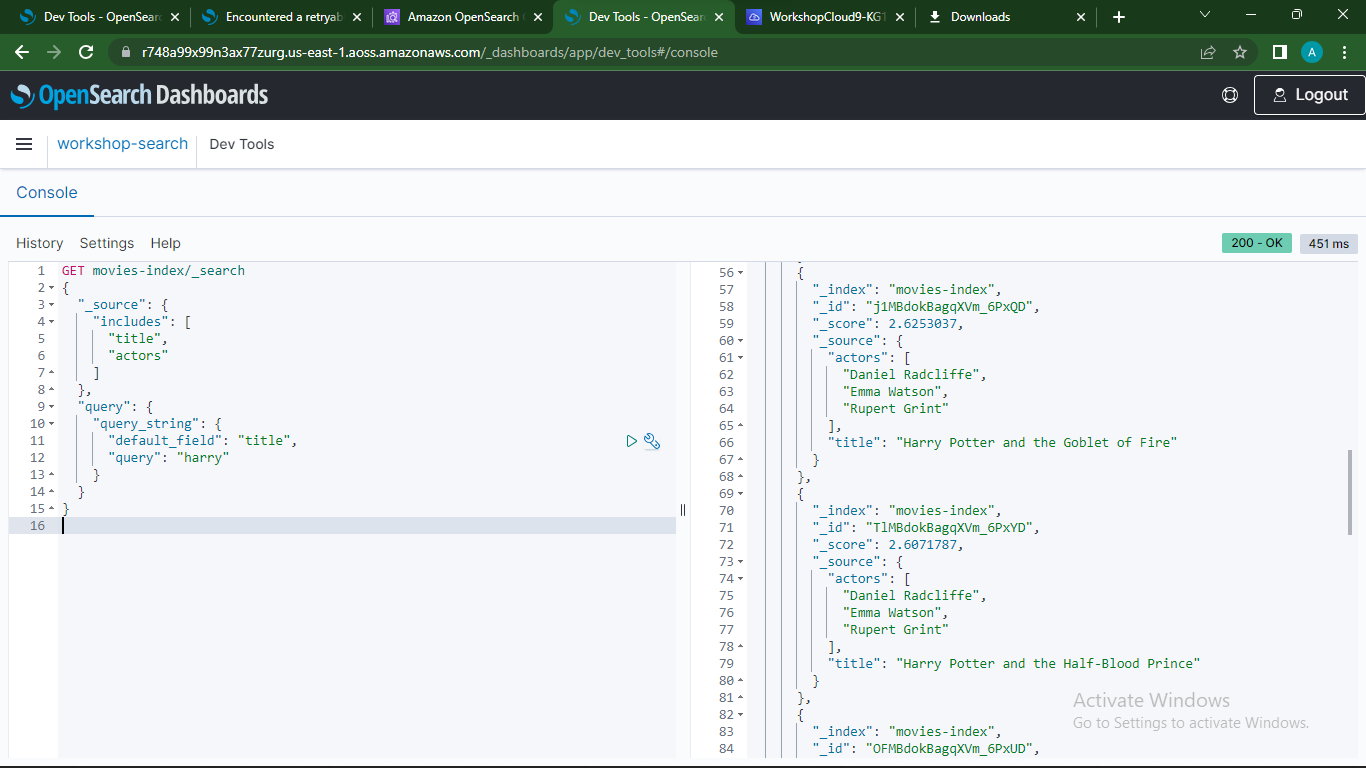 Dev Tools - OpenSear
Encountered a retryab
Amazon OpenSearch
Dev Tools - OpenSear
WorkshopCloud9-KG1
Downloads
r748a99x99n3ax77zurg.us-east-1.aoss.amazonaws.com/_dashboards/app/dev_tools#/console
A
OpenSearch Dashboards
Logout
workshop-search
Dev Tools
Console
History Settings Help
200 - OK
451 ms
1 GET movies-index/_search
2 {
3 "_source": {
4 "includes": [
5 "title",
6 "actors"
7 ]
8 },
9 "query": {
10 "query_string": {
11 "default_field": "title",
12 "query": "harry"
13 }
14 }
15 }
16
56 {
57 "_index": "movies-index",
58 "_id": "j1MBdokBagqXVm_6PxQD",
59 "_score": 2.6253037,
60 "_source": {
61 "actors": [
62 "Daniel Radcliffe",
63 "Emma Watson",
64 "Rupert Grint"
65 ],
66 "title": "Harry Potter and the Goblet of Fire"
67 }
68 },
69 {
70 "_index": "movies-index",
71 "_id": "TlMBdokBagqXVm_6PxYD",
72 "_score": 2.6071787,
73 "_source": {
74 "actors": [
75 "Daniel Radcliffe",
76 "Emma Watson",
77 "Rupert Grint"
78 ],
79 "title": "Harry Potter and the Half-Blood Prince"
80 }
81 },
82 {
83 "_index": "movies-index",
84 "_id": "OFMBdokBagqXVm_6PxUD",
Activate Windows
Go to Settings to activate Windows.